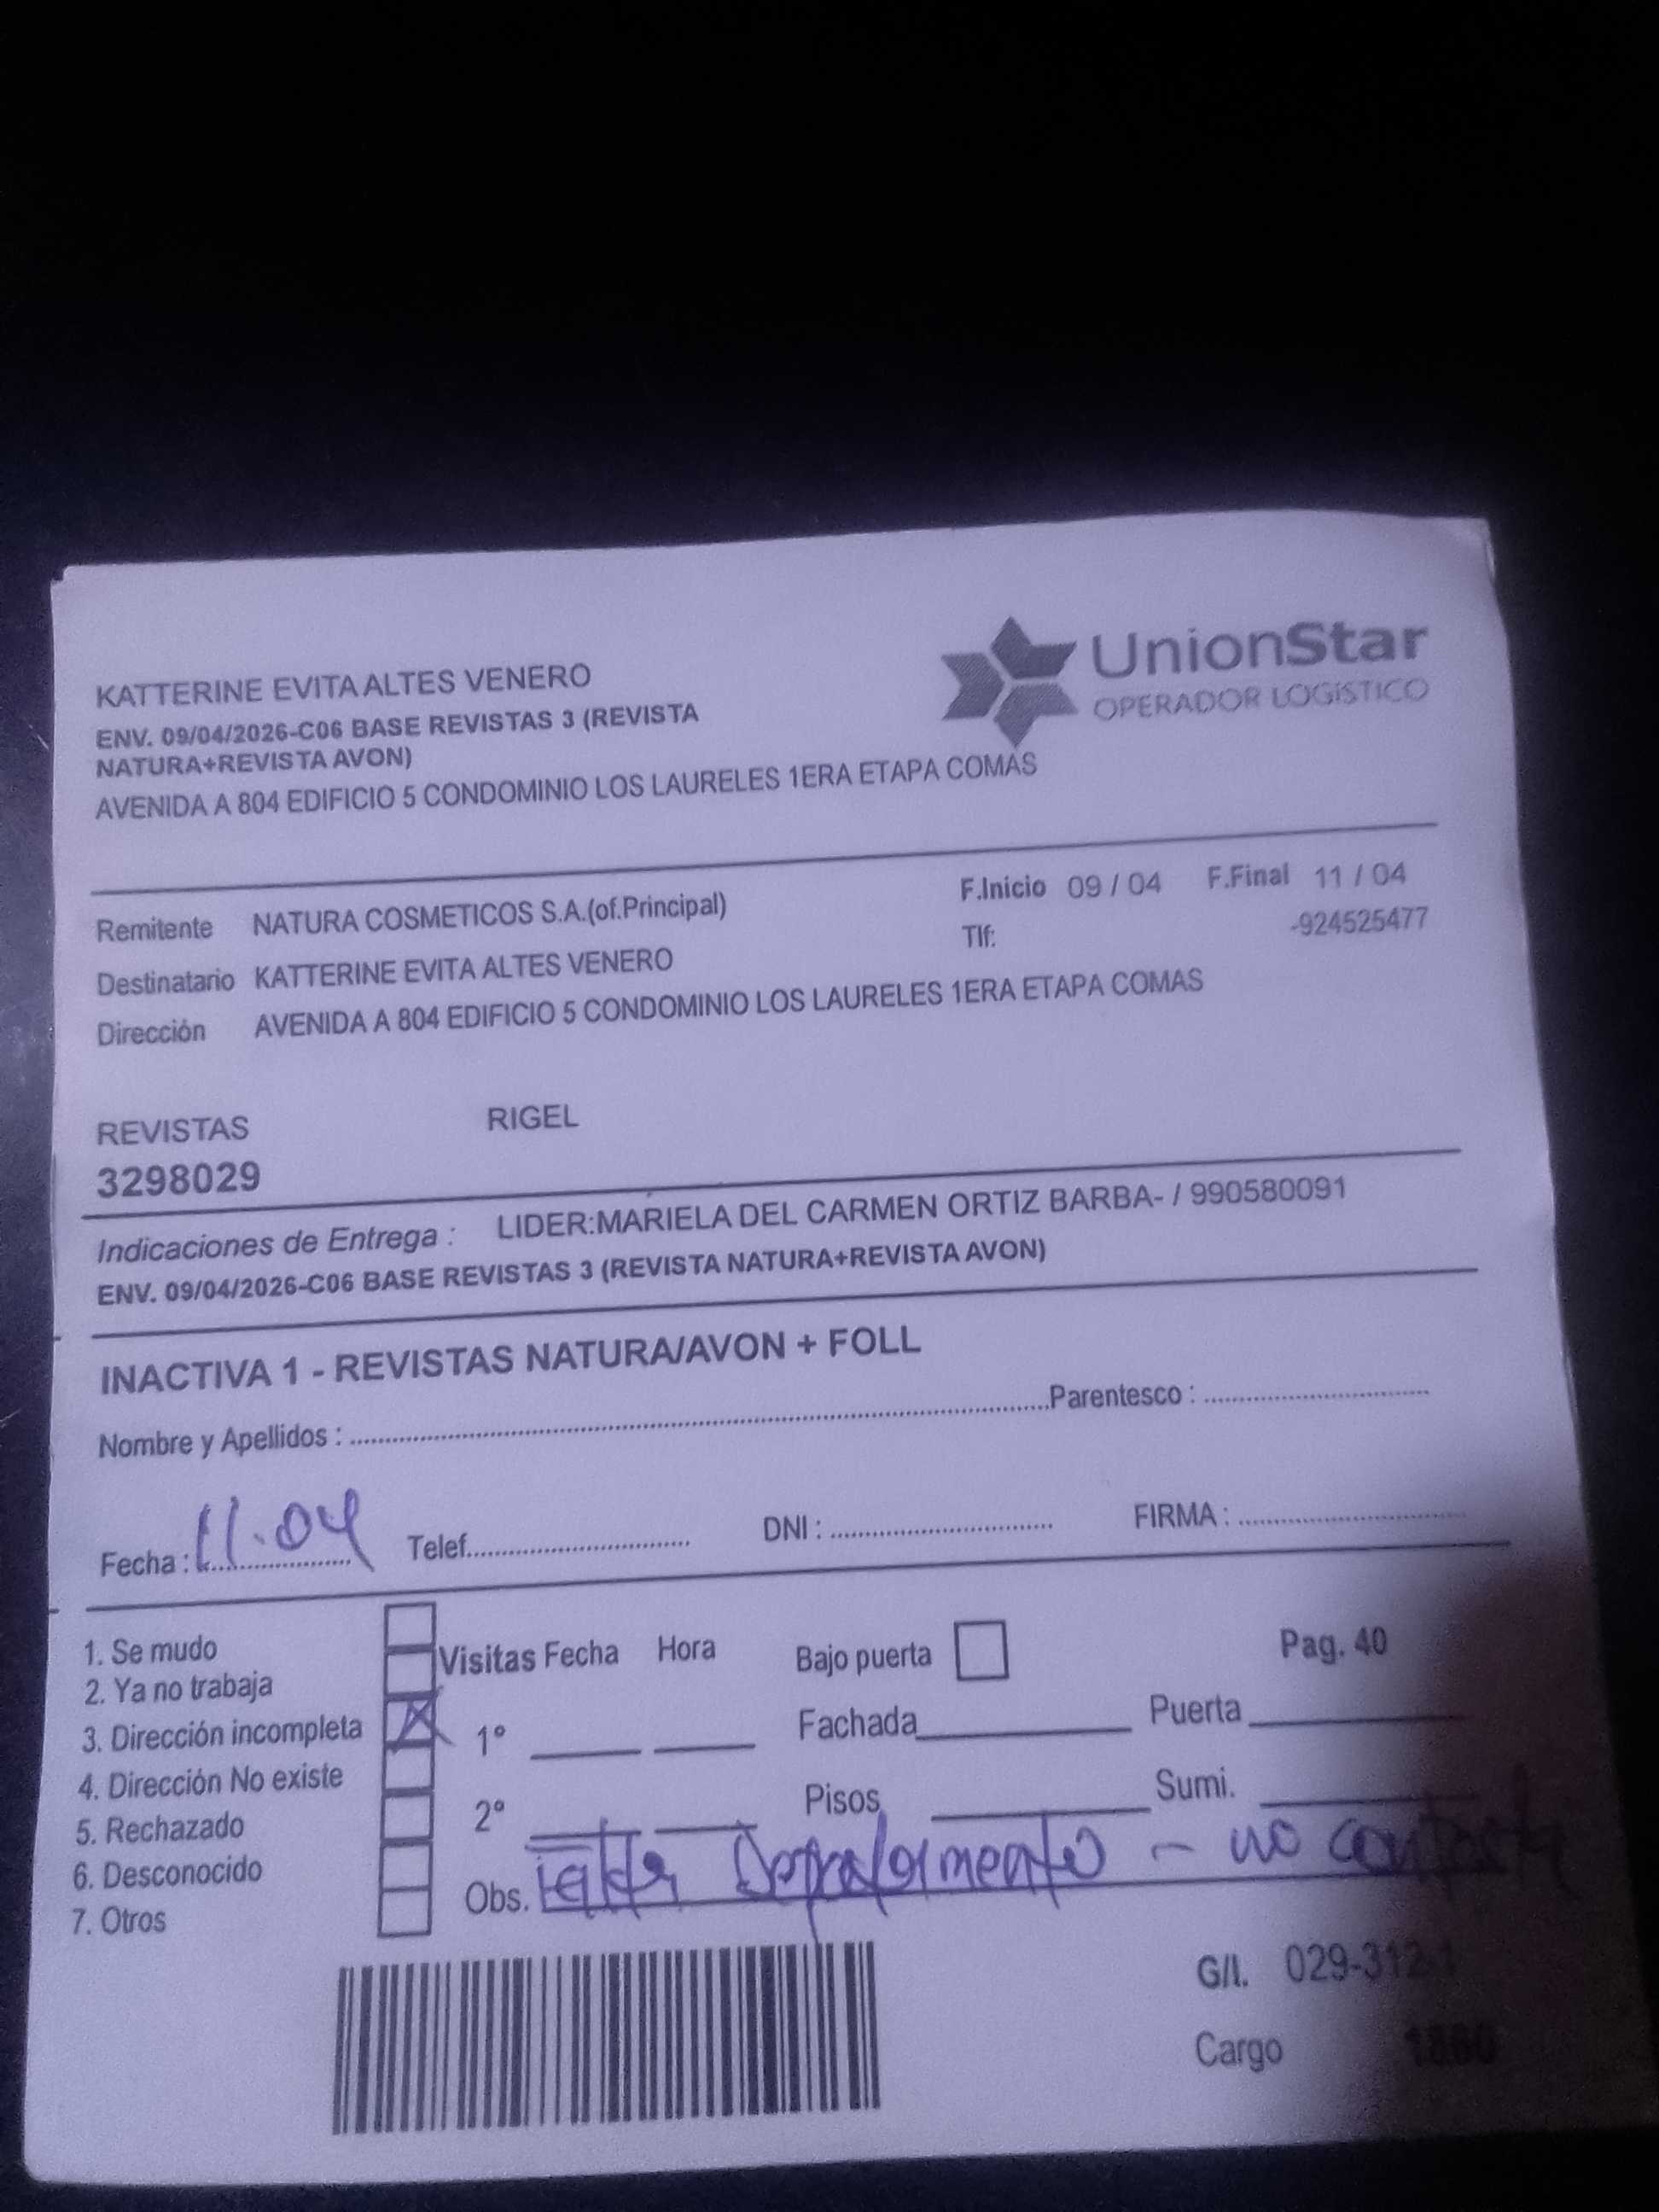 KATTERINE EVITA ALTES VENERO
ENV. 09/04/2026-C06 BASE REVISTAS 3 (REVISTA
NATURA+REVISTA AVON)
AVENIDA A 804 EDIFICIO 5 CONDOMINIO LOS LAURELES 1ERA ETAPA COMAS
UnionStar
OPERADOR LOGÍSTICO
Remitente NATURA COSMETICOS S.A.(of.Principal)
F.Inicio 09 / 04 F.Final 11 / 04
Destinatario KATTERINE EVITA ALTES VENERO
Tlf: -924525477
Dirección AVENIDA A 804 EDIFICIO 5 CONDOMINIO LOS LAURELES 1ERA ETAPA COMAS
REVISTAS RIGEL
3298029
Indicaciones de Entrega : LIDER:MARIELA DEL CARMEN ORTIZ BARBA- / 990580091
ENV. 09/04/2026-C06 BASE REVISTAS 3 (REVISTA NATURA+REVISTA AVON)
INACTIVA 1 - REVISTAS NATURA/AVON + FOLL
Nombre y Apellidos : Parentesco :
Fecha : 11.04 Telef. DNI : FIRMA :
1. Se mudo
2. Ya no trabaja
3. Dirección incompleta
4. Dirección No existe
5. Rechazado
6. Desconocido
7. Otros
Visitas Fecha Hora
1º
2º
Bajo puerta Pag. 40
Fachada Puerta
Pisos Sumi.
Obs. - no contesta
G/I. 029-312-1
Cargo 1860